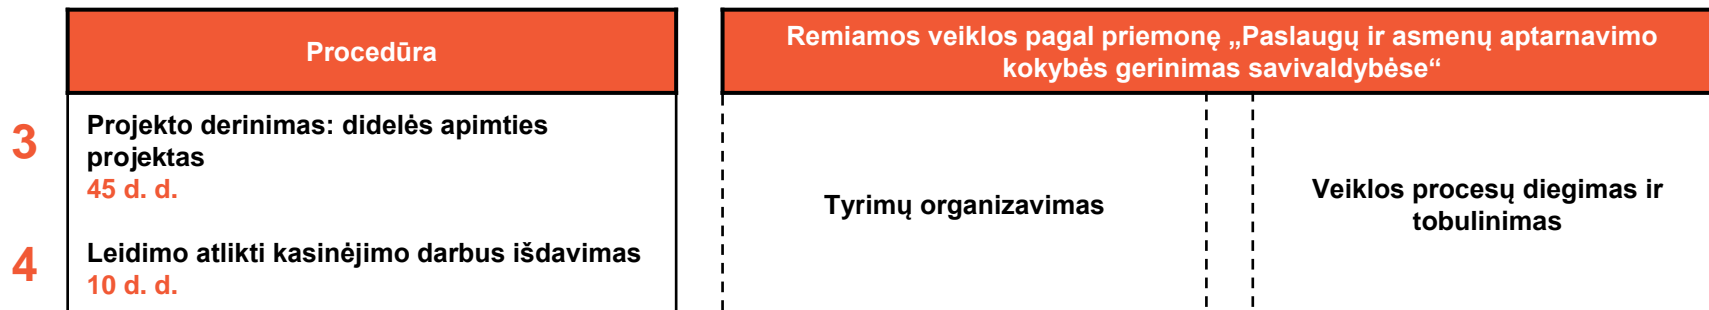 Procedūra
3
Projekto derinimas: didelės apimties
projektas
45 d. d.
4
Leidimo atlikti kasinėjimo darbus išdavimas
10 d. d.
Remiamos veiklos pagal priemonę „Paslaugų ir asmenų aptarnavimo
kokybės gerinimas savivaldybėse“
Tyrimų organizavimas
Veiklos procesų diegimas ir
tobulinimas